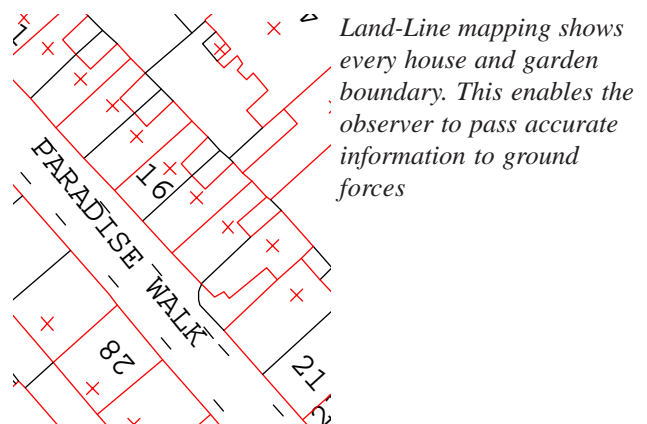 Land-Line mapping shows
every house and garden
boundary. This enables the
observer to pass accurate
information to ground
forces
PARADISE WALK
16
28
21